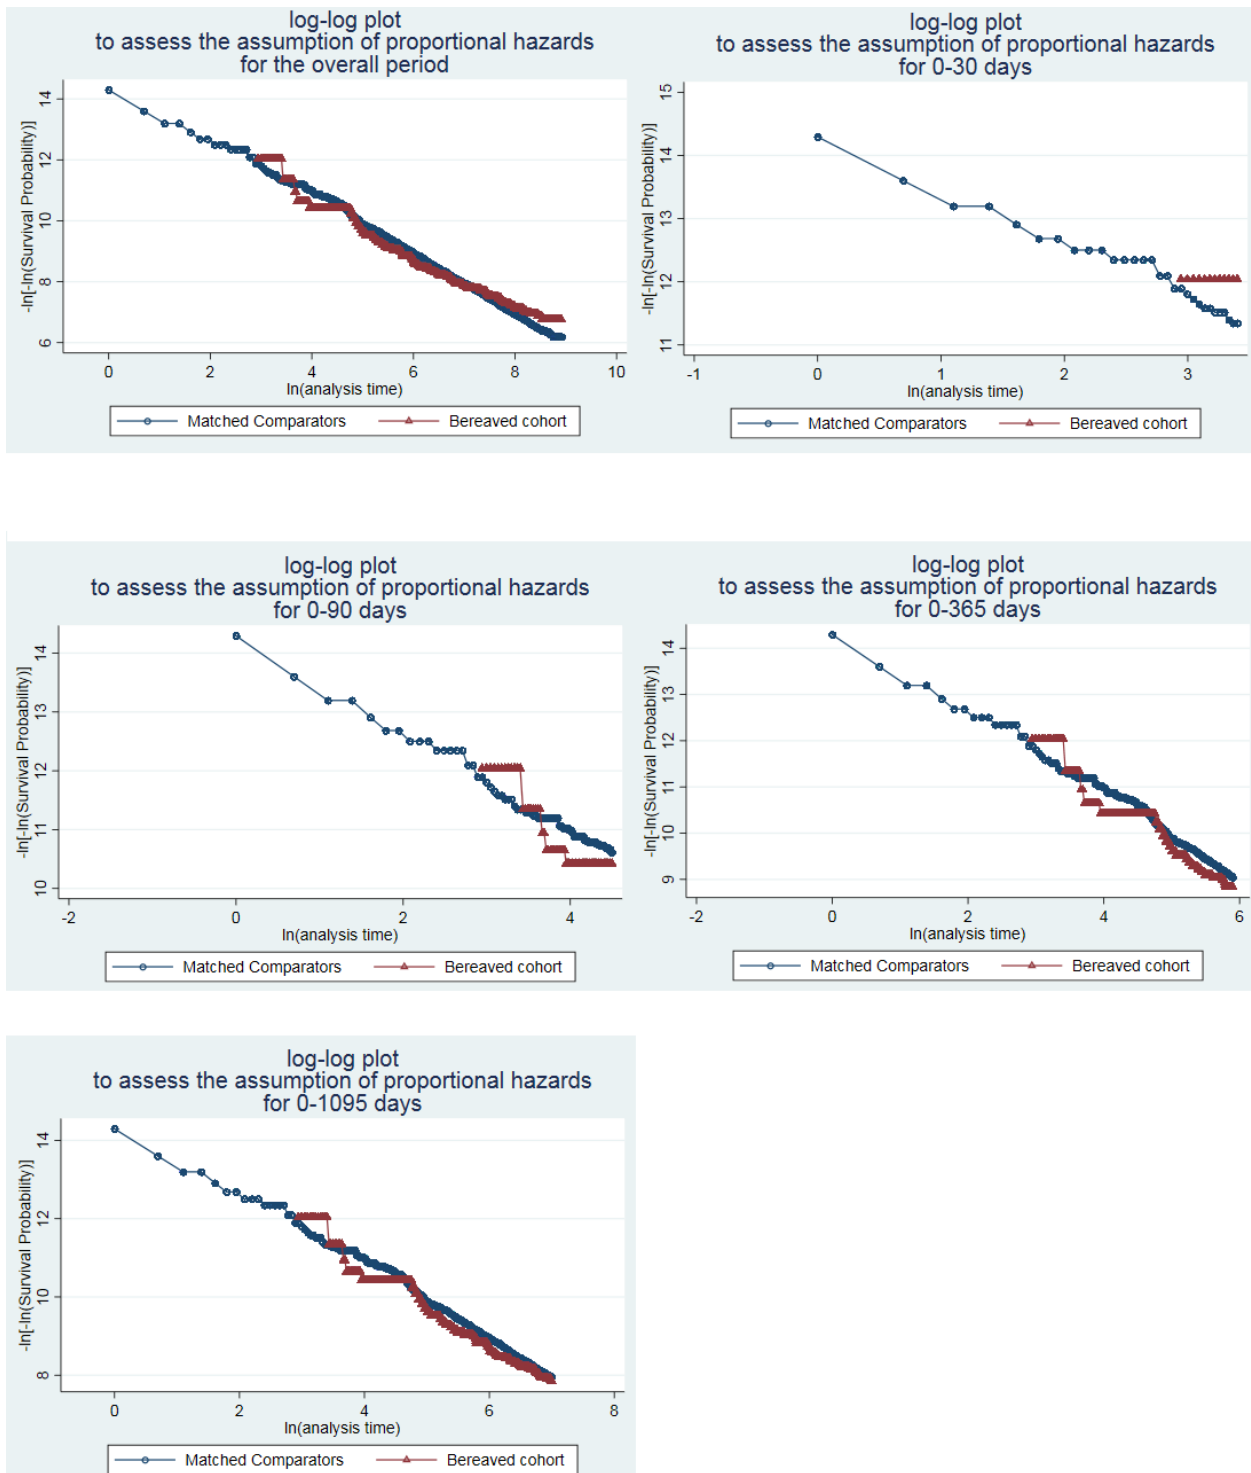 log-log plot
to assess the assumption of proportional hazards
for the overall period
14
12
10
8
6
-ln[-ln(Survival Probability)]
0 2 4 6 8 10
ln(analysis time)
Matched Comparators Bereaved cohort
log-log plot
to assess the assumption of proportional hazards
for 0-30 days
15
14
13
12
11
-ln[-ln(Survival Probability)]
-1 0 1 2 3
ln(analysis time)
Matched Comparators Bereaved cohort
log-log plot
to assess the assumption of proportional hazards
for 0-90 days
14
13
12
11
10
-ln[-ln(Survival Probability)]
-2 0 2 4
ln(analysis time)
Matched Comparators Bereaved cohort
log-log plot
to assess the assumption of proportional hazards
for 0-365 days
14
13
12
11
10
9
-ln[-ln(Survival Probability)]
-2 0 2 4 6
ln(analysis time)
Matched Comparators Bereaved cohort
log-log plot
to assess the assumption of proportional hazards
for 0-1095 days
14
12
10
8
-ln[-ln(Survival Probability)]
0 2 4 6 8
ln(analysis time)
Matched Comparators Bereaved cohort